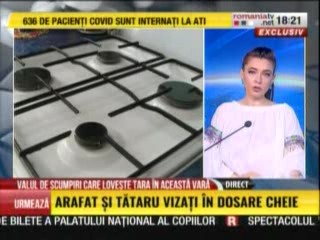 636 DE PACIENȚI COVID SUNT INTERNAȚI LA ATI
romaniatv
.net
18:21
EXCLUSIV
VALUL DE SCUMPIRI CARE LOVEȘTE ȚARA ÎN ACEASTĂ VARĂ
DIRECT
URMEAZĂ
ARAFAT ȘI TĂTARU VIZAȚI ÎN DOSARE CHEIE
DE BILETE A PALATULUI NAȚIONAL AL COPIILOR R SPECTACOLUL